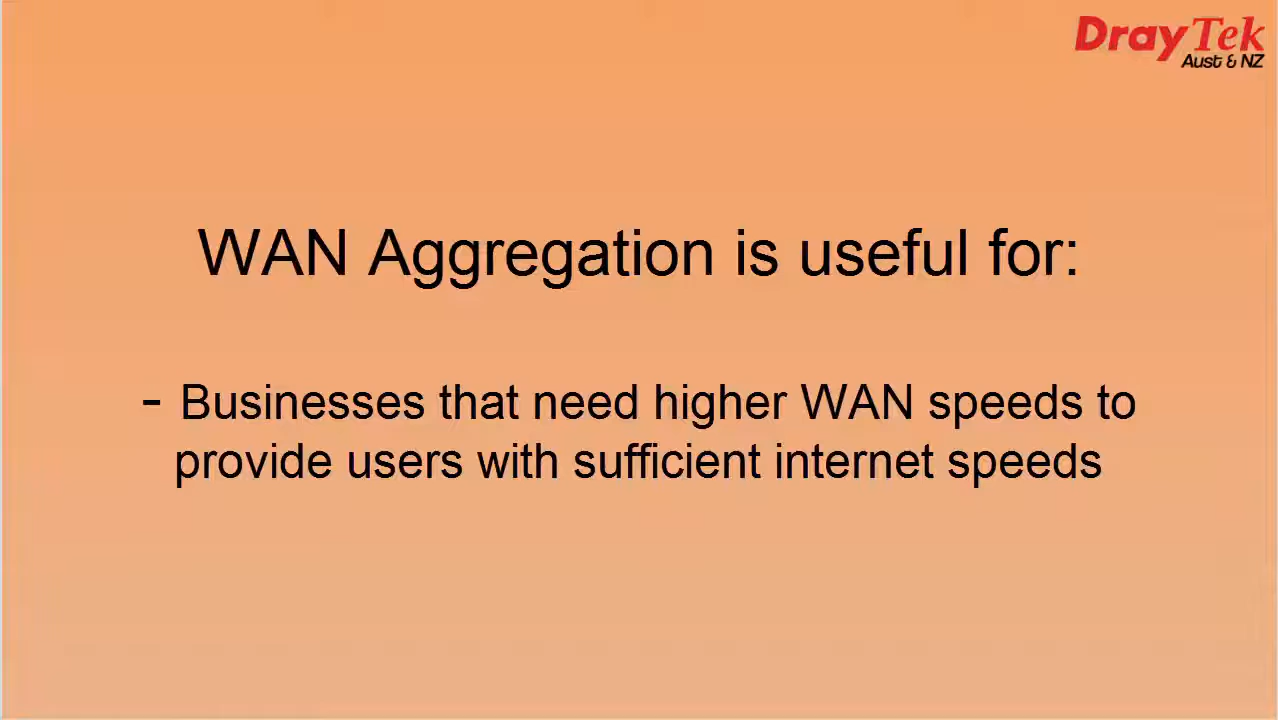 DrayTek
Aust & NZ
WAN Aggregation is useful for:
- Businesses that need higher WAN speeds to
provide users with sufficient internet speeds